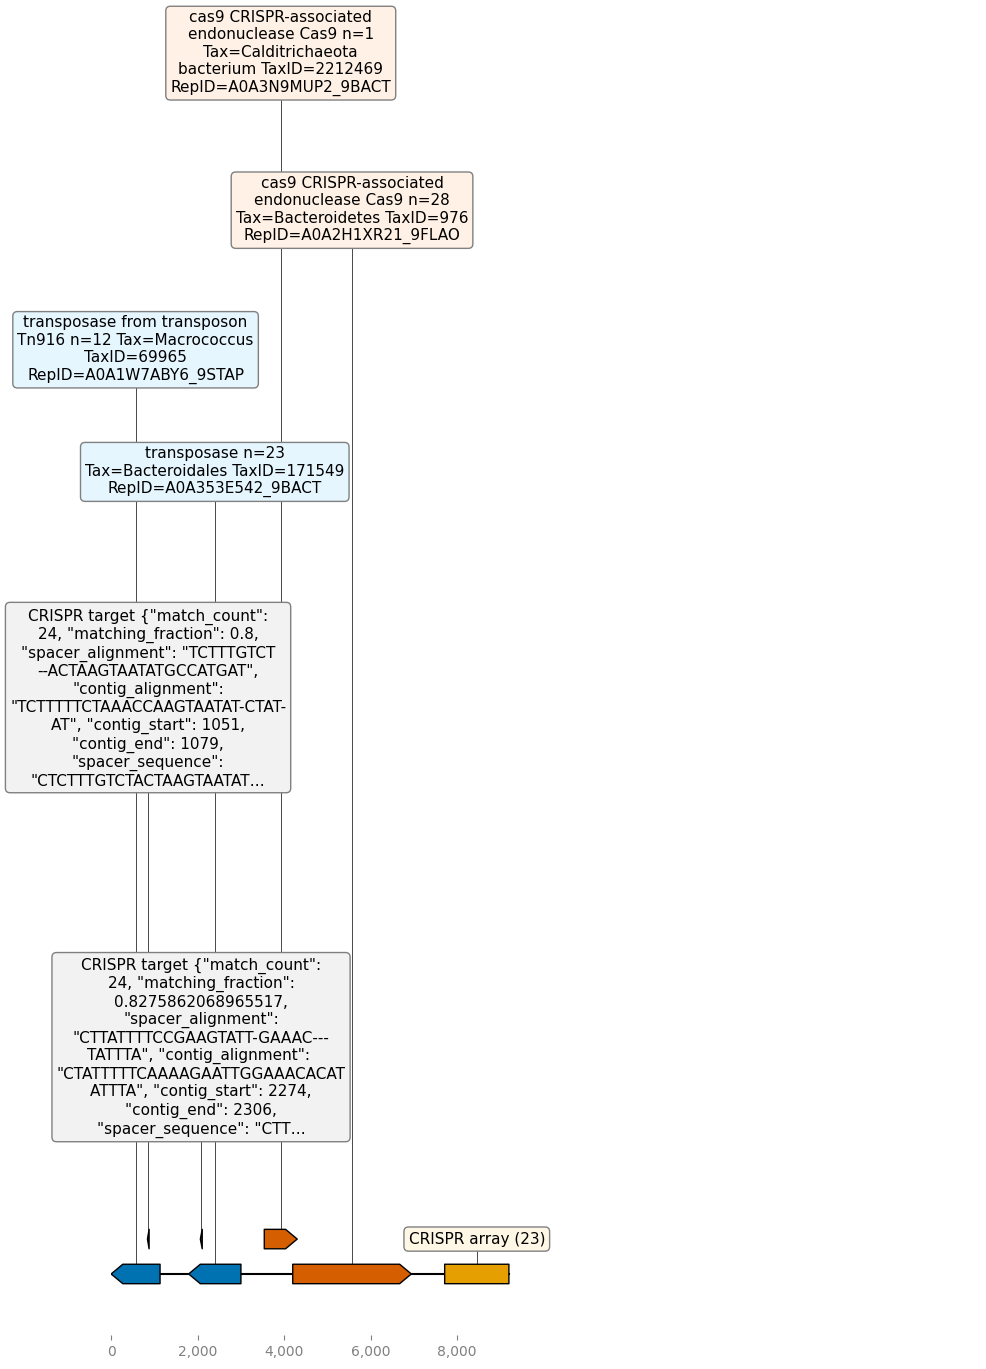 cas9 CRISPR-associated
endonuclease Cas9 n=1
Tax=Calditrichaeota
bacterium TaxID=2212469
RepID=A0A3N9MUP2_9BACT
cas9 CRISPR-associated
endonuclease Cas9 n=28
Tax=Bacteroidetes TaxID=976
RepID=A0A2H1XR21_9FLAO
transposase from transposon
Tn916 n=12 Tax=Macrococcus
TaxID=69965
RepID=A0A1W7ABY6_9STAP
transposase n=23
Tax=Bacteroidales TaxID=171549
RepID=A0A353E542_9BACT
CRISPR target {"match_count":
24, "matching_fraction": 0.8,
"spacer_alignment": "TCTTTGTCT
--ACTAAGTAATATGCCATGAT",
"contig_alignment":
"TCTTTTTCTAAACCAAGTAATAT-CTAT-
AT", "contig_start": 1051,
"contig_end": 1079,
"spacer_sequence":
"CTCTTTGTCTACTAAGTAATAT...
CRISPR target {"match_count":
24, "matching_fraction":
0.8275862068965517,
"spacer_alignment":
"CTTATTTTCCGAAGTATT-GAAAC---
TATTTA", "contig_alignment":
"CTATTTTTCAAAAGAATTGGAAACACAT
ATTTA", "contig_start": 2274,
"contig_end": 2306,
"spacer_sequence": "CTT...
CRISPR array (23)
0 2,000 4,000 6,000 8,000